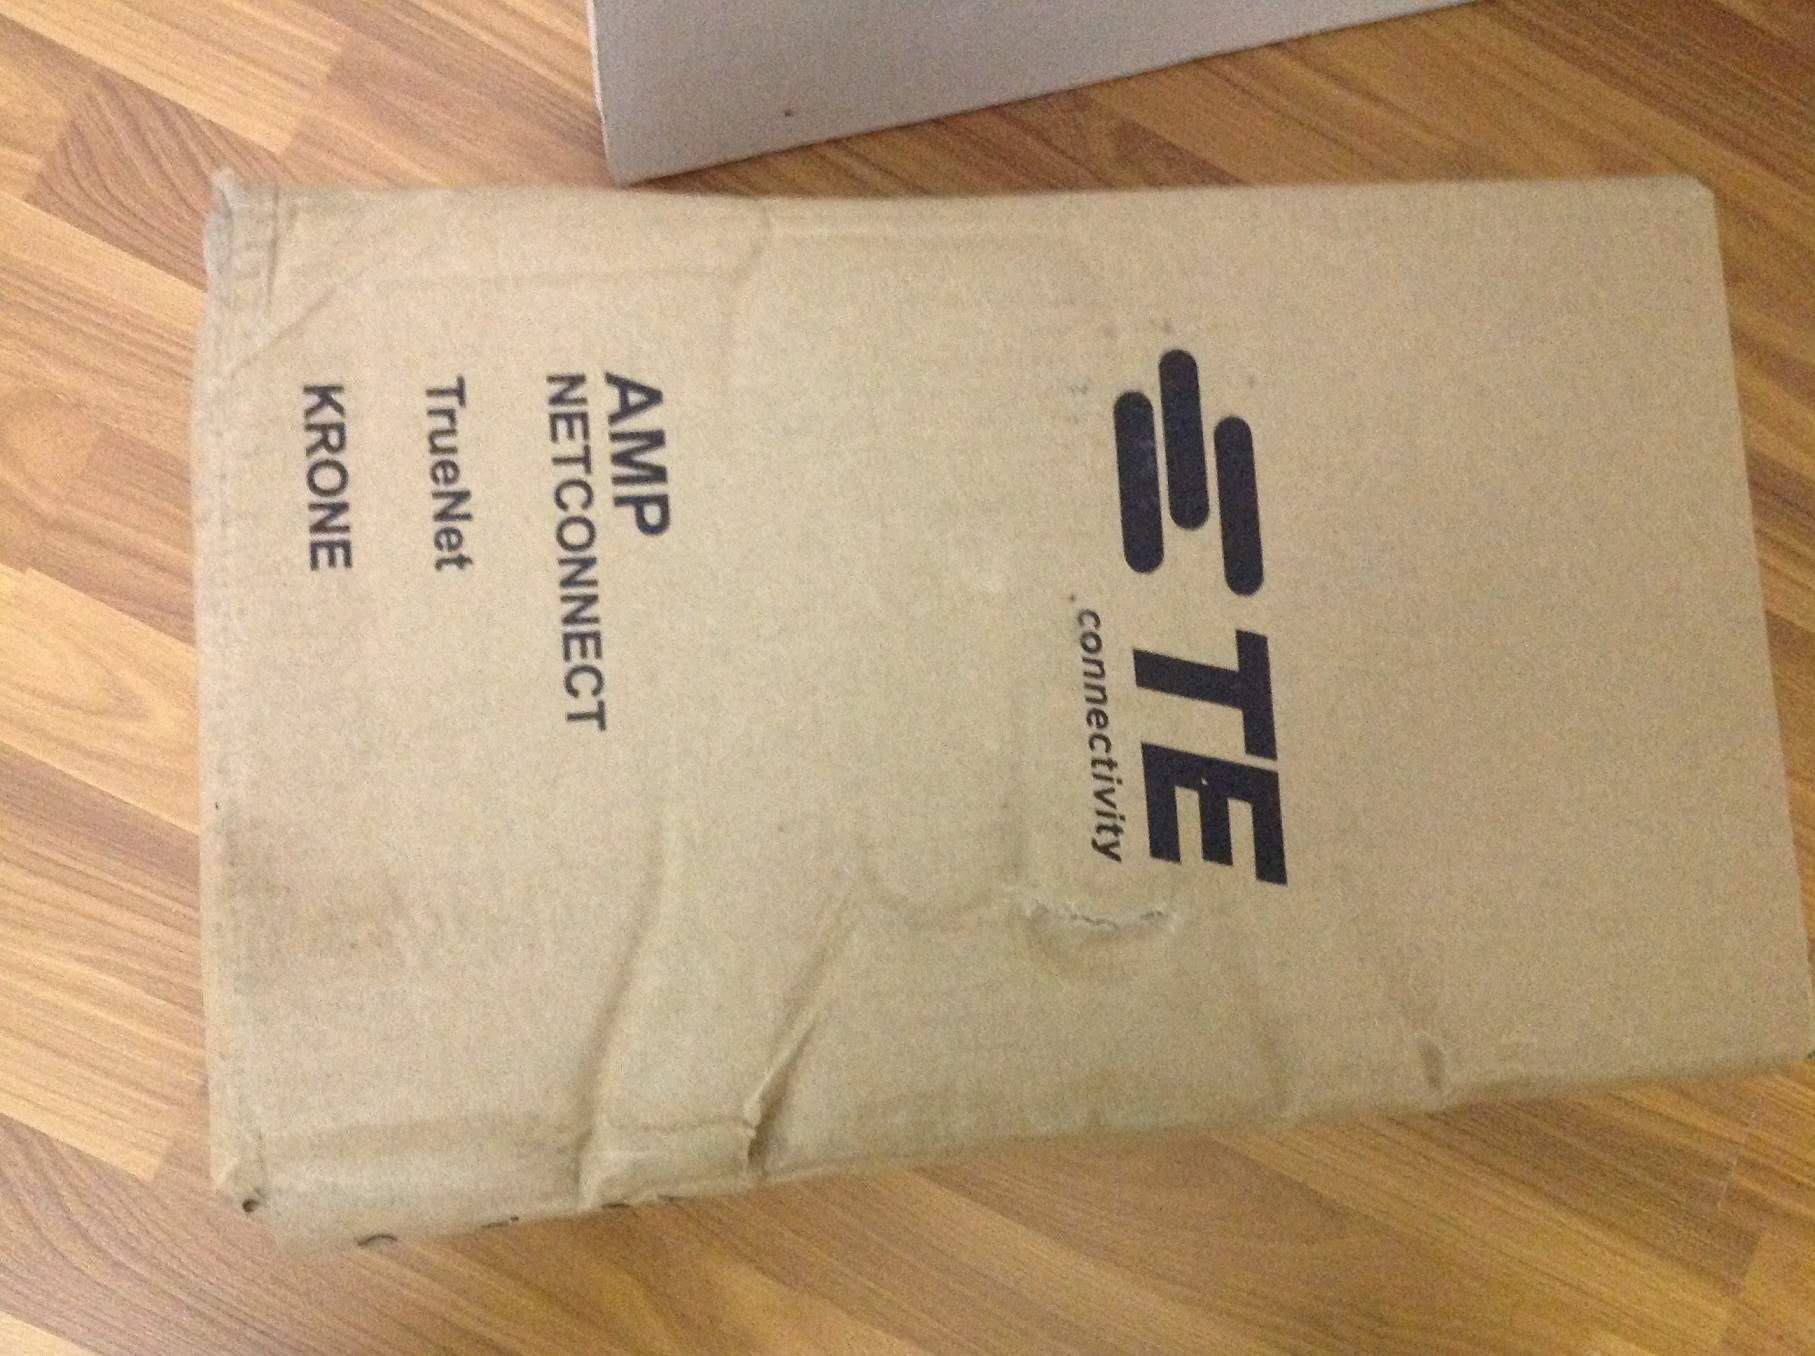 TE
connectivity
AMP
NETCONNECT
TrueNet
KRONE